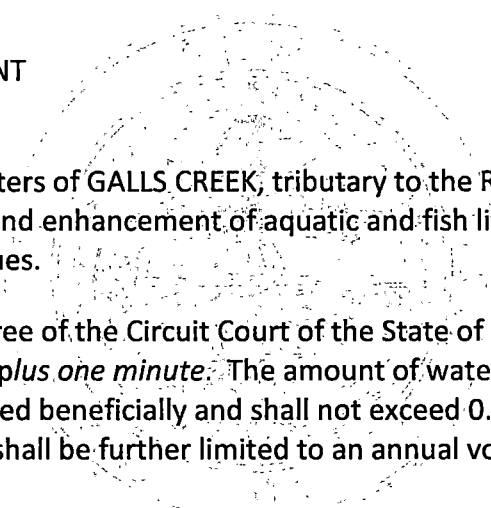 NT
ters of GALLS CREEK, tributary to the R
nd enhancement of aquatic and fish li
ues.
ree of the Circuit Court of the State of
plus one minute. The amount of wate
ed beneficially and shall not exceed 0.
shall be further limited to an annual vo